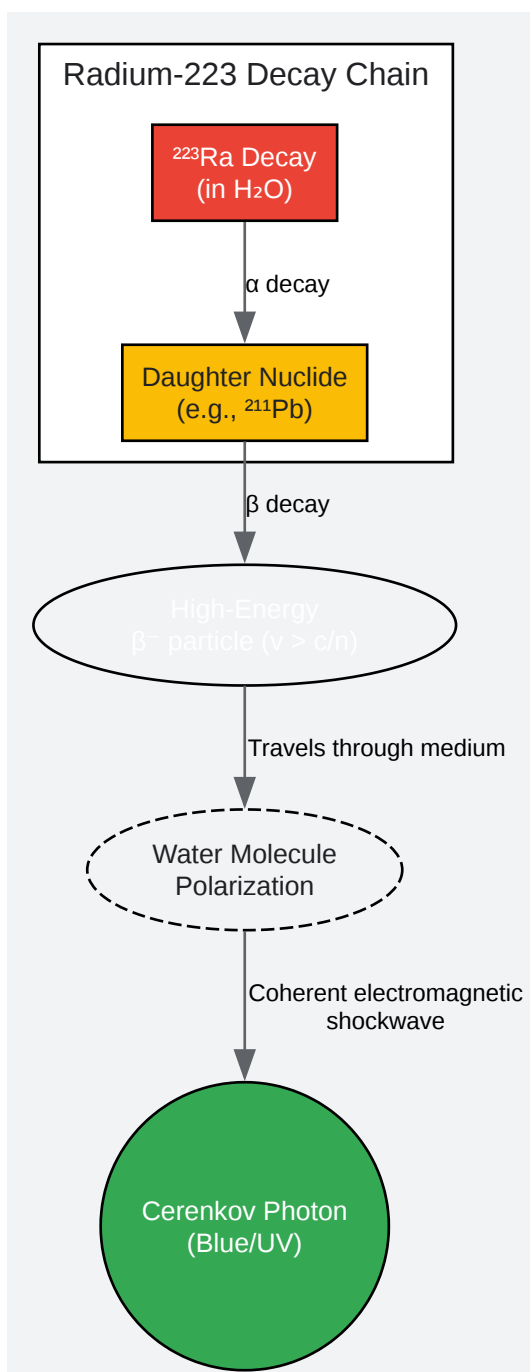 Radium-223 Decay Chain
²²³Ra Decay
(in H₂O)
α decay
Daughter Nuclide
(e.g., ²¹¹Pb)
β decay
High-Energy
β⁻ particle (v > c/n)
Travels through medium
Water Molecule
Polarization
Coherent electromagnetic
shockwave
Cerenkov Photon
(Blue/UV)